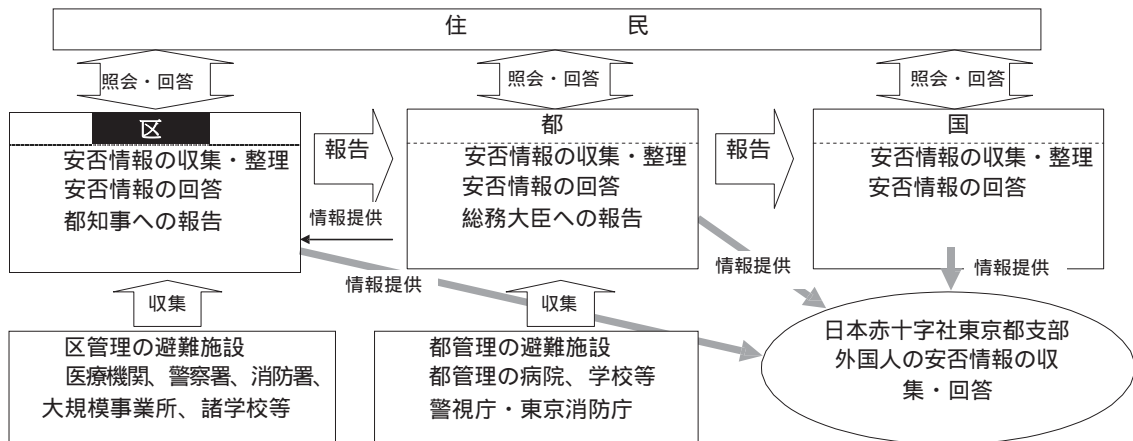 住 民
照会・回答
照会・回答
照会・回答
区
安否情報の収集・整理
安否情報の回答
都知事への報告
報告
情報提供
都
安否情報の収集・整理
安否情報の回答
総務大臣への報告
報告
国
安否情報の収集・整理
安否情報の回答
情報提供
情報提供
情報提供
収集
収集
区管理の避難施設
医療機関、警察署、消防署、
大規模事業所、諸学校等
都管理の避難施設
都管理の病院、学校等
警視庁・東京消防庁
日本赤十字社東京都支部
外国人の安否情報の収
集・回答